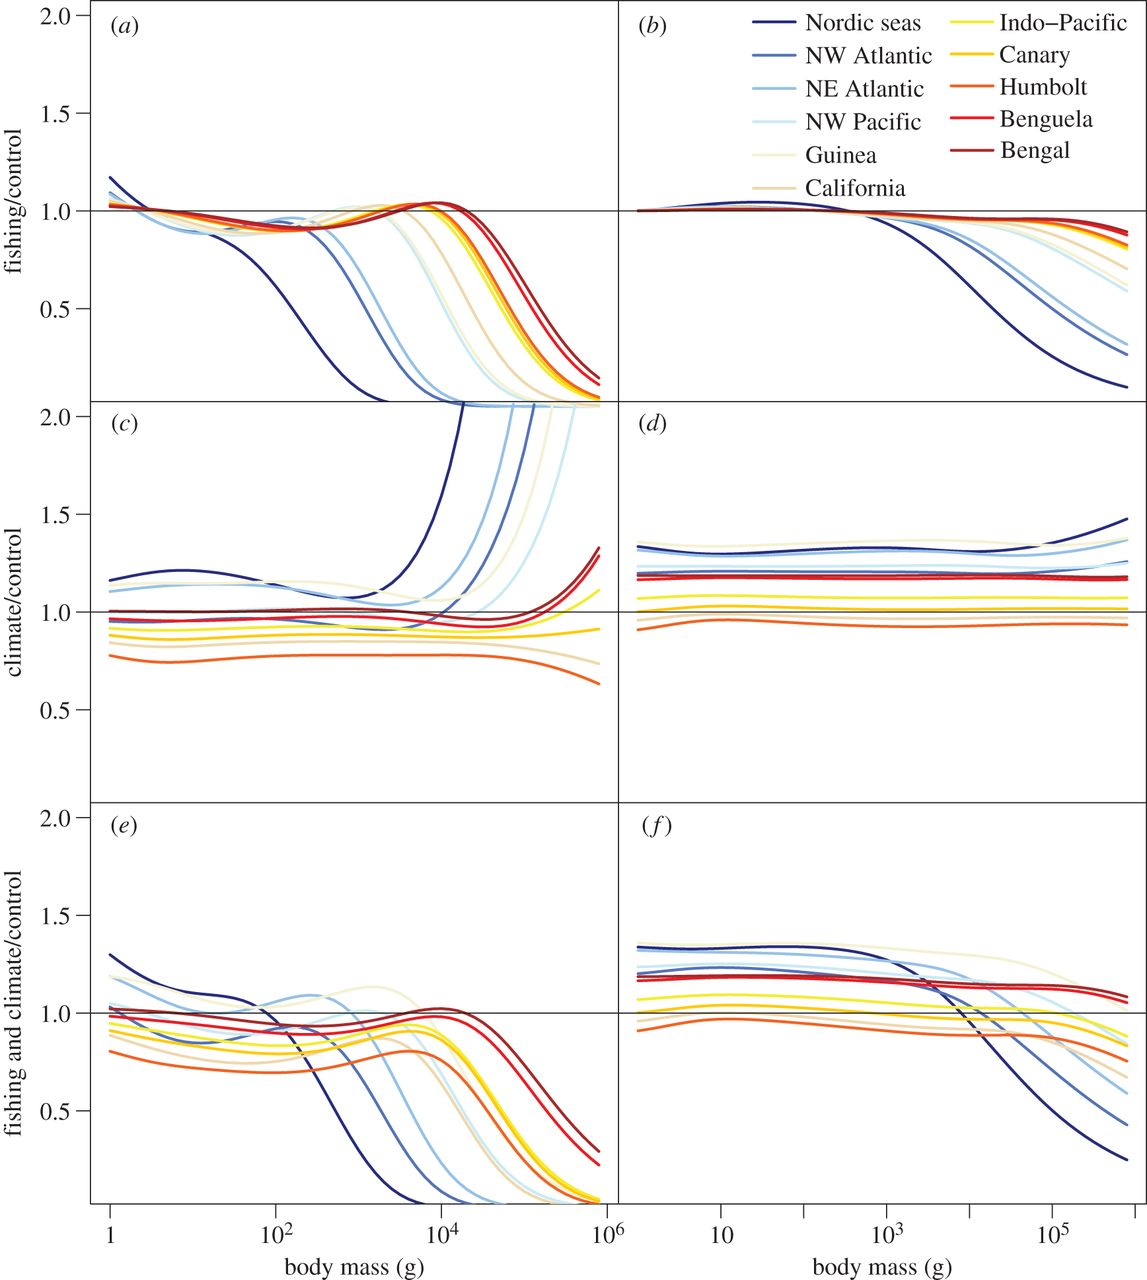 (a)
(b)
2.0
1.5
1.0
0.5
fishing/control
Nordic seas
NW Atlantic
NE Atlantic
NW Pacific
Guinea
California
Indo–Pacific
Canary
Humbolt
Benguela
Bengal
(c)
(d)
2.0
1.5
1.0
0.5
climate/control
(e)
(f)
2.0
1.5
1.0
0.5
fishing and climate/control
1 10² 10⁴ 10⁶
10 10³ 10⁵
body mass (g)
body mass (g)